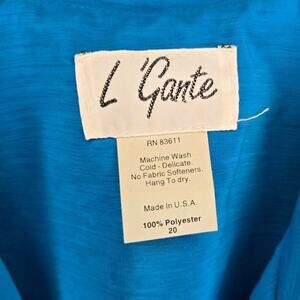 L'Gante
RN 83611
Machine Wash
Cold - Delicate.
No Fabric Softeners.
Hang To dry.
Made In U.S.A.
100% Polyester
20